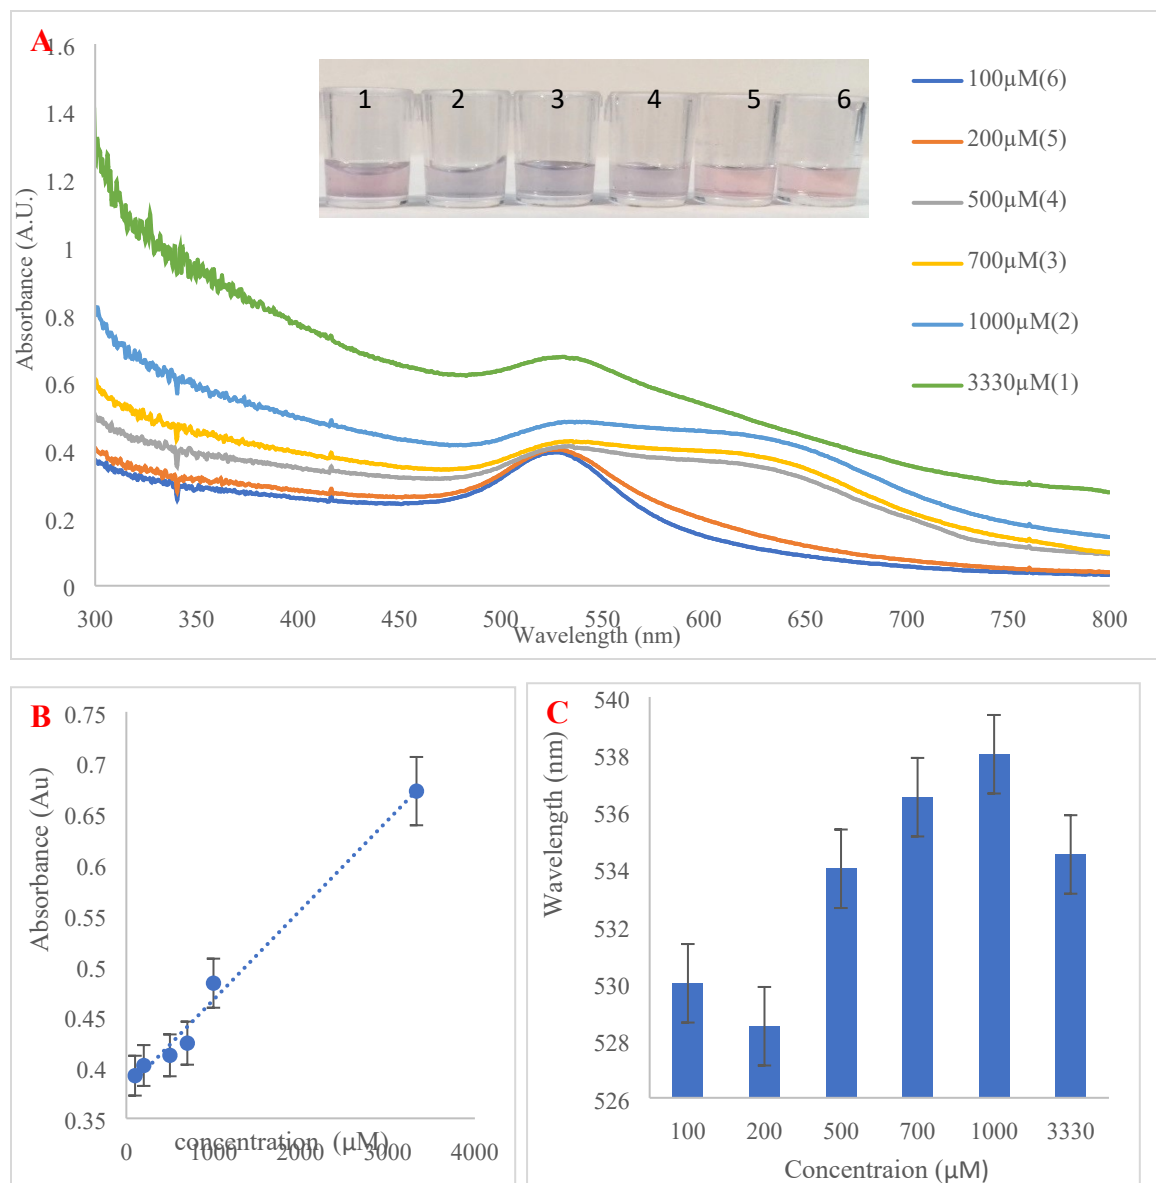 A
1.6
1.4
1.2
1
0.8
0.6
0.4
0.2
0
Absorbance (A.U.)
300 350 400 450 500 550 600 650 700 750 800
Wavelength (nm)
1 2 3 4 5 6
100µM(6)
200µM(5)
500µM(4)
700µM(3)
1000µM(2)
3330µM(1)
B
0.75
0.7
0.65
0.6
0.55
0.5
0.45
0.4
0.35
Absorbance (Au)
0 1000 2000 3000 4000
concentration (µM)
C
540
538
536
534
532
530
528
526
Wavelength (nm)
100 200 500 700 1000 3330
Concentraion (µM)